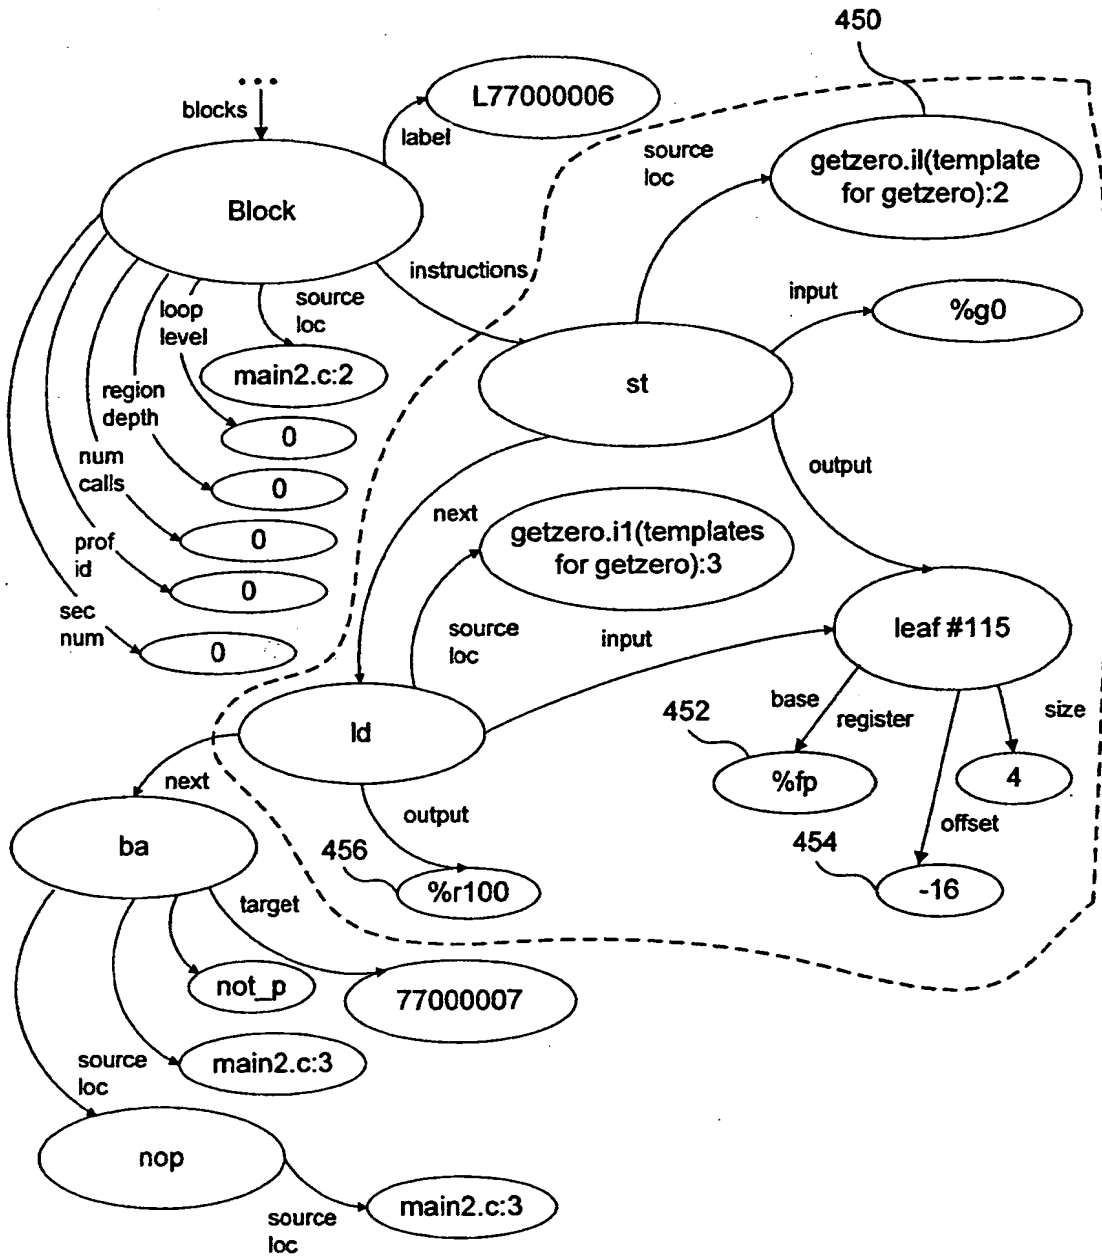 450
...
blocks
L77000006
label
source
loc
getzero.il(template
for getzero):2
Block
instructions
input
%g0
loop
level
source
loc
main2.c:2
st
region
depth
0
num
calls
0
output
next
getzero.i1(templates
for getzero):3
prof
id
0
0
sec
num
0
source
loc
input
leaf #115
base
register
size
452
%fp
4
ld
next
output
offset
ba
456
%r100
454
-16
target
not_p
77000007
source
loc
main2.c:3
nop
source
loc
main2.c:3